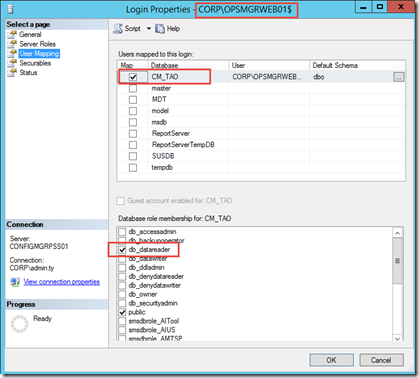 Login Properties - CORP\OPSMGRWEB01$
Select a page
General
Server Roles
User Mapping
Securables
Status
Script
Help
Users mapped to this login:
Map Database User Default Schema
CM_TAO CORP\OPSMGRWEB... dbo ...
master
MDT
model
msdb
ReportServer
ReportServerTempDB
SUSDB
tempdb
Guest account enabled for: CM_TAO
Database role membership for: CM_TAO
db_accessadmin
db_backupoperator
db_datareader
db_datawriter
db_ddladmin
db_denydatareader
db_denydatawriter
db_owner
db_securityadmin
public
smsdbrole_AITool
smsdbrole_AIUS
smsdbrole_AMTSP
Connection
Server:
CONFIGMGRPSS01
Connection:
CORP\admin.ty
View connection properties
Progress
Ready
OK Cancel